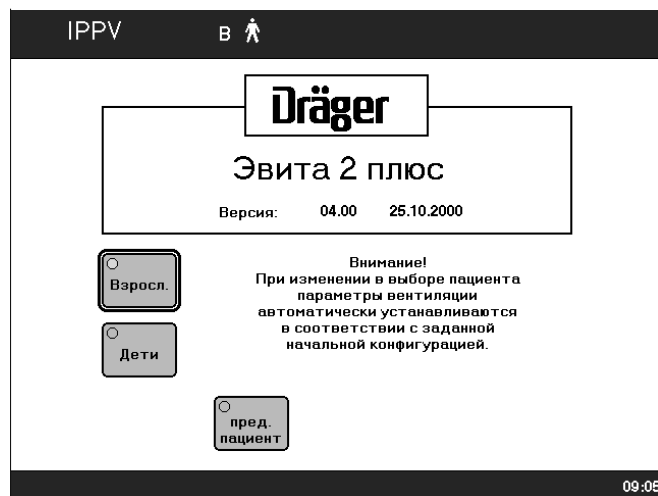 IPPV В
Dräger
Эвита 2 плюс
Версия: 04.00 25.10.2000
Взросл.
Дети
Внимание!
При изменении в выборе пациента
параметры вентиляции
автоматически устанавливаются
в соответствии с заданной
начальной конфигурацией.
пред.
пациент
09:05